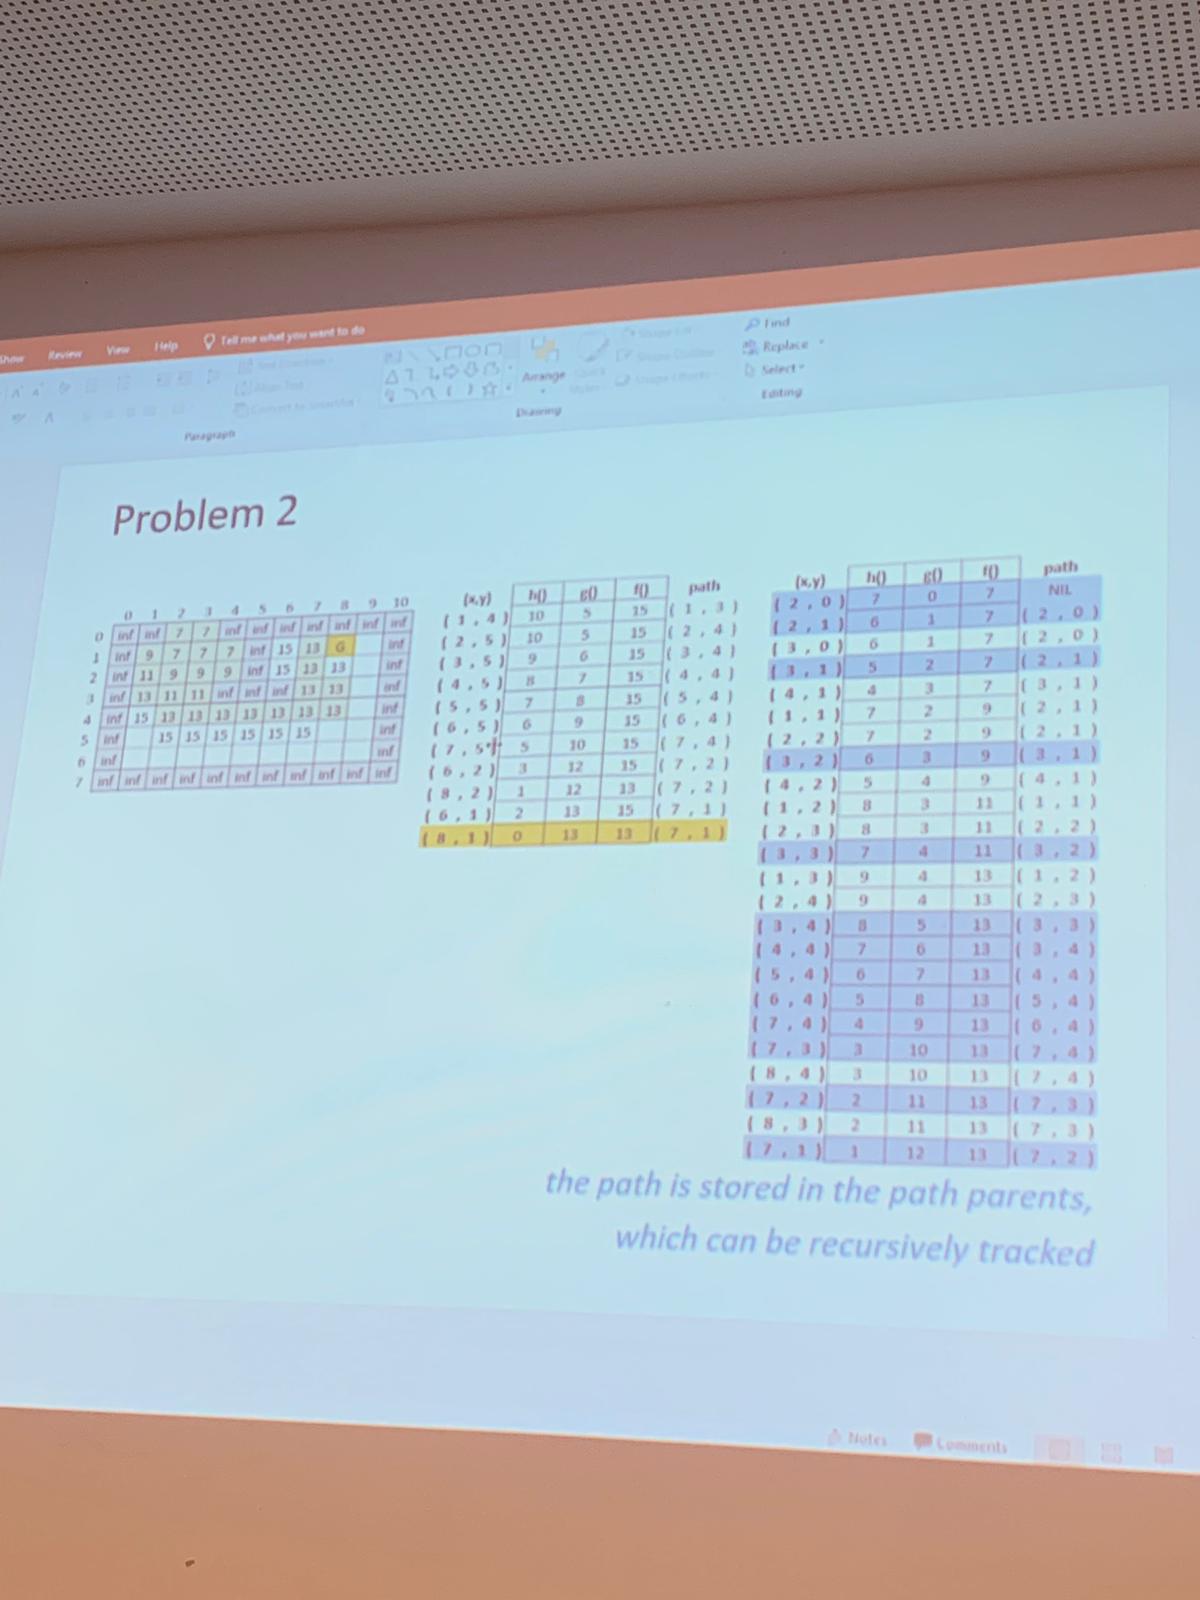 Show Review View Help Tell me what you want to do
Find
Replace
Select
Arrange
Paragraph
Drawing
Editing
Problem 2
0 1 2 3 4 5 6 7 8 9 10
0 inf inf 7 7 inf inf inf inf inf inf inf
1 inf 9 7 7 7 inf 15 13 G inf
2 inf 11 9 9 9 inf 15 13 13 inf
3 inf 13 11 11 inf inf inf 13 13 inf
4 inf 15 13 13 13 13 13 13 13 inf
5 inf 15 15 15 15 15 15 inf
6 inf inf
7 inf inf inf inf inf inf inf inf inf inf inf
(x,y) h() g() f() path
( 1 , 4 ) 10 5 15 ( 1 , 3 )
( 2 , 5 ) 10 5 15 ( 2 , 4 )
( 3 , 5 ) 9 6 15 ( 3 , 4 )
( 4 , 5 ) 8 7 15 ( 4 , 4 )
( 5 , 5 ) 7 8 15 ( 5 , 4 )
( 6 , 5 ) 6 9 15 ( 6 , 4 )
( 7 , 5 5 10 15 ( 7 , 4 )
( 6 , 2 ) 3 12 15 ( 7 , 2 )
( 8 , 2 ) 1 12 13 ( 7 , 2 )
( 6 , 1 ) 2 13 15 ( 7 , 1 )
( 8 , 1 ) 0 13 13 ( 7 , 1 )
(x,y) h() g() f() path
( 2 , 0 ) 7 0 7 NIL
( 2 , 1 ) 6 1 7 ( 2 , 0 )
( 3 , 0 ) 6 1 7 ( 2 , 0 )
( 3 , 1 ) 5 2 7 ( 2 , 1 )
( 4 , 1 ) 4 3 7 ( 3 , 1 )
( 1 , 1 ) 7 2 9 ( 2 , 1 )
( 2 , 2 ) 7 2 9 ( 2 , 1 )
( 3 , 2 ) 6 3 9 ( 3 , 1 )
( 4 , 2 ) 5 4 9 ( 4 , 1 )
( 1 , 2 ) 8 3 11 ( 1 , 1 )
( 2 , 3 ) 8 3 11 ( 2 , 2 )
( 3 , 3 ) 7 4 11 ( 3 , 2 )
( 1 , 3 ) 9 4 13 ( 1 , 2 )
( 2 , 4 ) 9 4 13 ( 2 , 3 )
( 3 , 4 ) 8 5 13 ( 3 , 3 )
( 4 , 4 ) 7 6 13 ( 3 , 4 )
( 5 , 4 ) 6 7 13 ( 4 , 4 )
( 6 , 4 ) 5 8 13 ( 5 , 4 )
( 7 , 4 ) 4 9 13 ( 6 , 4 )
( 7 , 3 ) 3 10 13 ( 7 , 4 )
( 8 , 4 ) 3 10 13 ( 7 , 4 )
( 7 , 2 ) 2 11 13 ( 7 , 3 )
( 8 , 3 ) 2 11 13 ( 7 , 3 )
( 7 , 1 ) 1 12 13 ( 7 , 2 )
the path is stored in the path parents,
which can be recursively tracked
Notes Comments